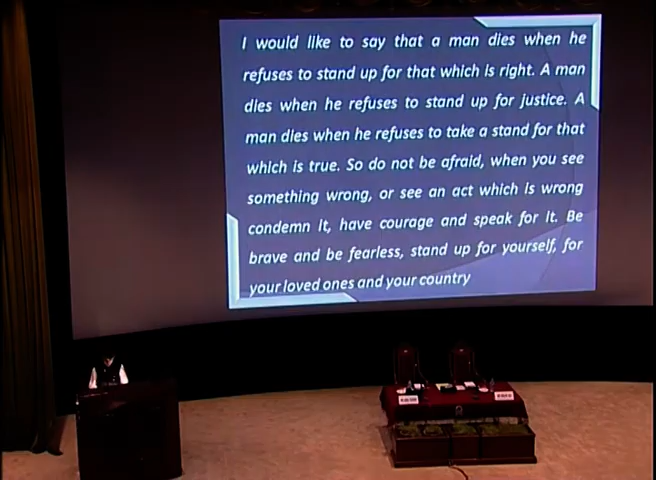 I would like to say that a man dies when he
refuses to stand up for that which is right. A man
dies when he refuses to stand up for justice. A
man dies when he refuses to take a stand for that
which is true. So do not be afraid, when you see
something wrong, or see an act which is wrong
condemn it, have courage and speak for it. Be
brave and be fearless, stand up for yourself, for
your loved ones and your country